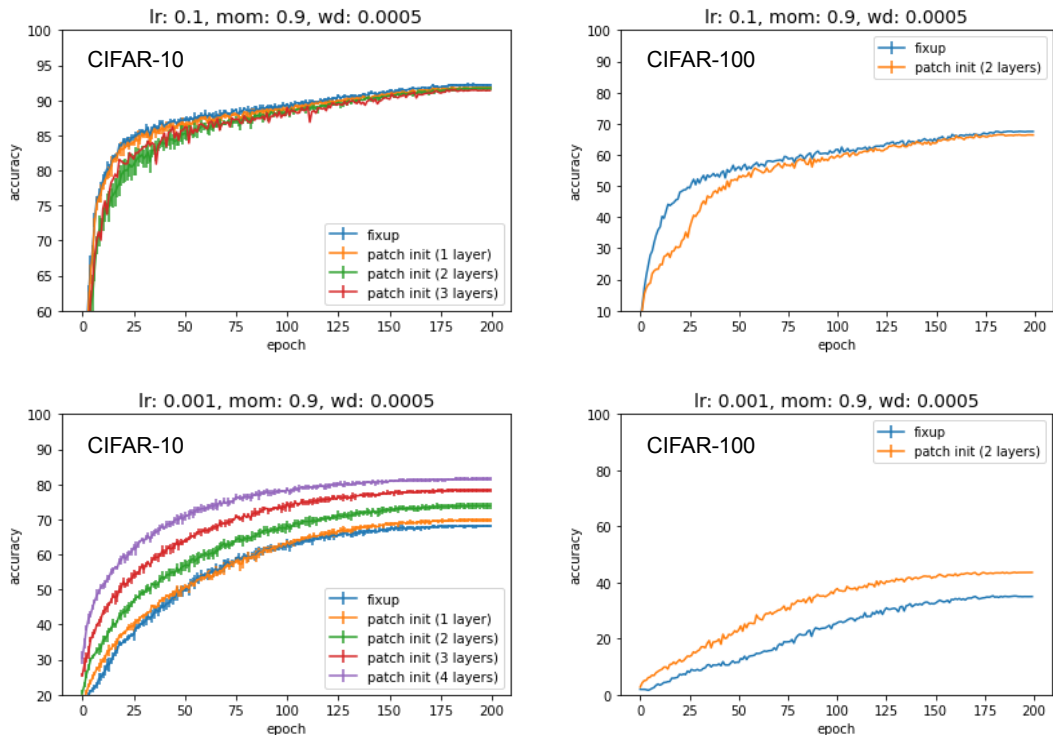 lr: 0.1, mom: 0.9, wd: 0.0005
CIFAR-10
100
95
90
85
80
75
70
65
60
accuracy
fixup
patch init (1 layer)
patch init (2 layers)
patch init (3 layers)
0 25 50 75 100 125 150 175 200
epoch
lr: 0.1, mom: 0.9, wd: 0.0005
CIFAR-100
fixup
patch init (2 layers)
100
90
80
70
60
50
40
30
20
10
accuracy
0 25 50 75 100 125 150 175 200
epoch
lr: 0.001, mom: 0.9, wd: 0.0005
CIFAR-10
100
90
80
70
60
50
40
30
20
accuracy
fixup
patch init (1 layer)
patch init (2 layers)
patch init (3 layers)
patch init (4 layers)
0 25 50 75 100 125 150 175 200
epoch
lr: 0.001, mom: 0.9, wd: 0.0005
CIFAR-100
fixup
patch init (2 layers)
100
80
60
40
20
0
accuracy
0 25 50 75 100 125 150 175 200
epoch